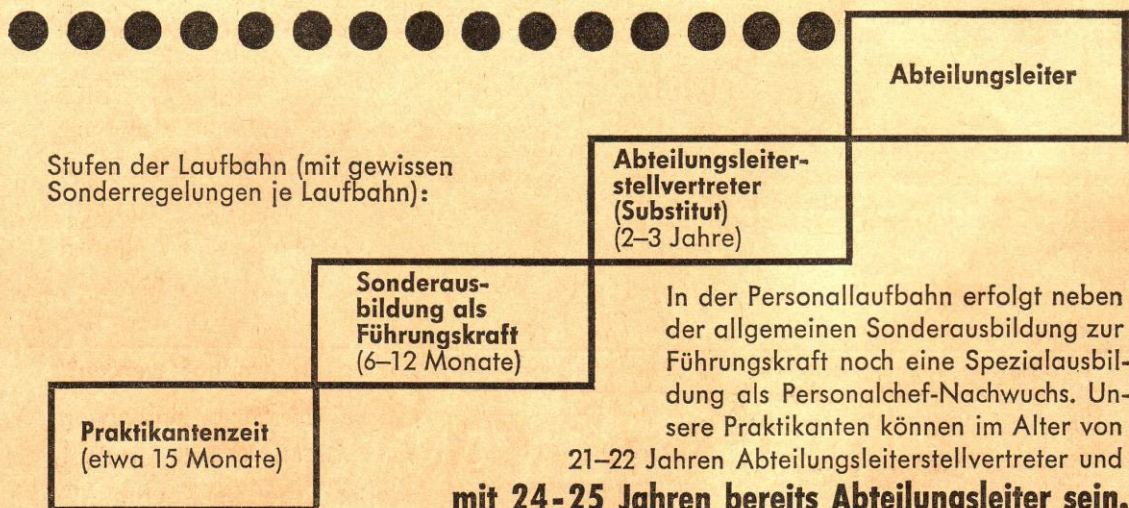 Abteilungsleiter
Stufen der Laufbahn (mit gewissen
Sonderregelungen je Laufbahn):
Abteilungsleiter-
stellvertreter
(Substitut)
(2–3 Jahre)
Sonderaus-
bildung als
Führungskraft
(6–12 Monate)
Praktikantenzeit
(etwa 15 Monate)
In der Personallaufbahn erfolgt neben
der allgemeinen Sonderausbildung zur
Führungskraft noch eine Spezialausbil-
dung als Personalchef-Nachwuchs. Un-
sere Praktikanten können im Alter von
21–22 Jahren Abteilungsleiterstellvertreter und
mit 24-25 Jahren bereits Abteilungsleiter sein.